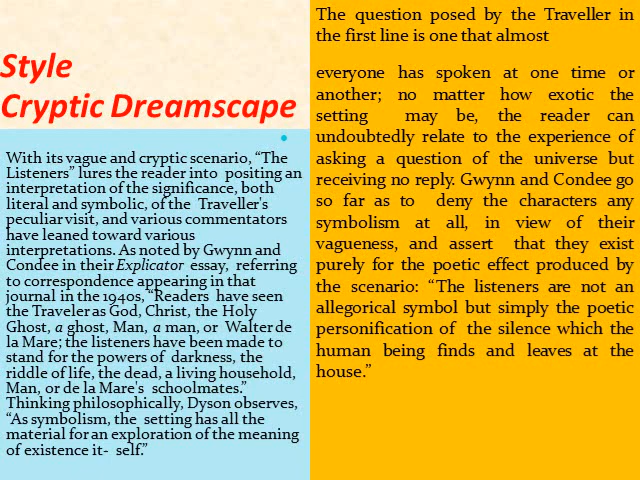 Style
Cryptic Dreamscape
With its vague and cryptic scenario, “The
Listeners” lures the reader into positing an
interpretation of the significance, both
literal and symbolic, of the Traveller's
peculiar visit, and various commentators
have leaned toward various
interpretations. As noted by Gwynn and
Condee in their Explicator essay, referring
to correspondence appearing in that
journal in the 1940s, “Readers have seen
the Traveler as God, Christ, the Holy
Ghost, a ghost, Man, a man, or Walter de
la Mare; the listeners have been made to
stand for the powers of darkness, the
riddle of life, the dead, a living household,
Man, or de la Mare's schoolmates.”
Thinking philosophically, Dyson observes,
“As symbolism, the setting has all the
material for an exploration of the meaning
of existence it- self.”
The question posed by the Traveller in
the first line is one that almost
everyone has spoken at one time or
another; no matter how exotic the
setting may be, the reader can
undoubtedly relate to the experience of
asking a question of the universe but
receiving no reply. Gwynn and Condee go
so far as to deny the characters any
symbolism at all, in view of their
vagueness, and assert that they exist
purely for the poetic effect produced by
the scenario: “The listeners are not an
allegorical symbol but simply the poetic
personification of the silence which the
human being finds and leaves at the
house.”